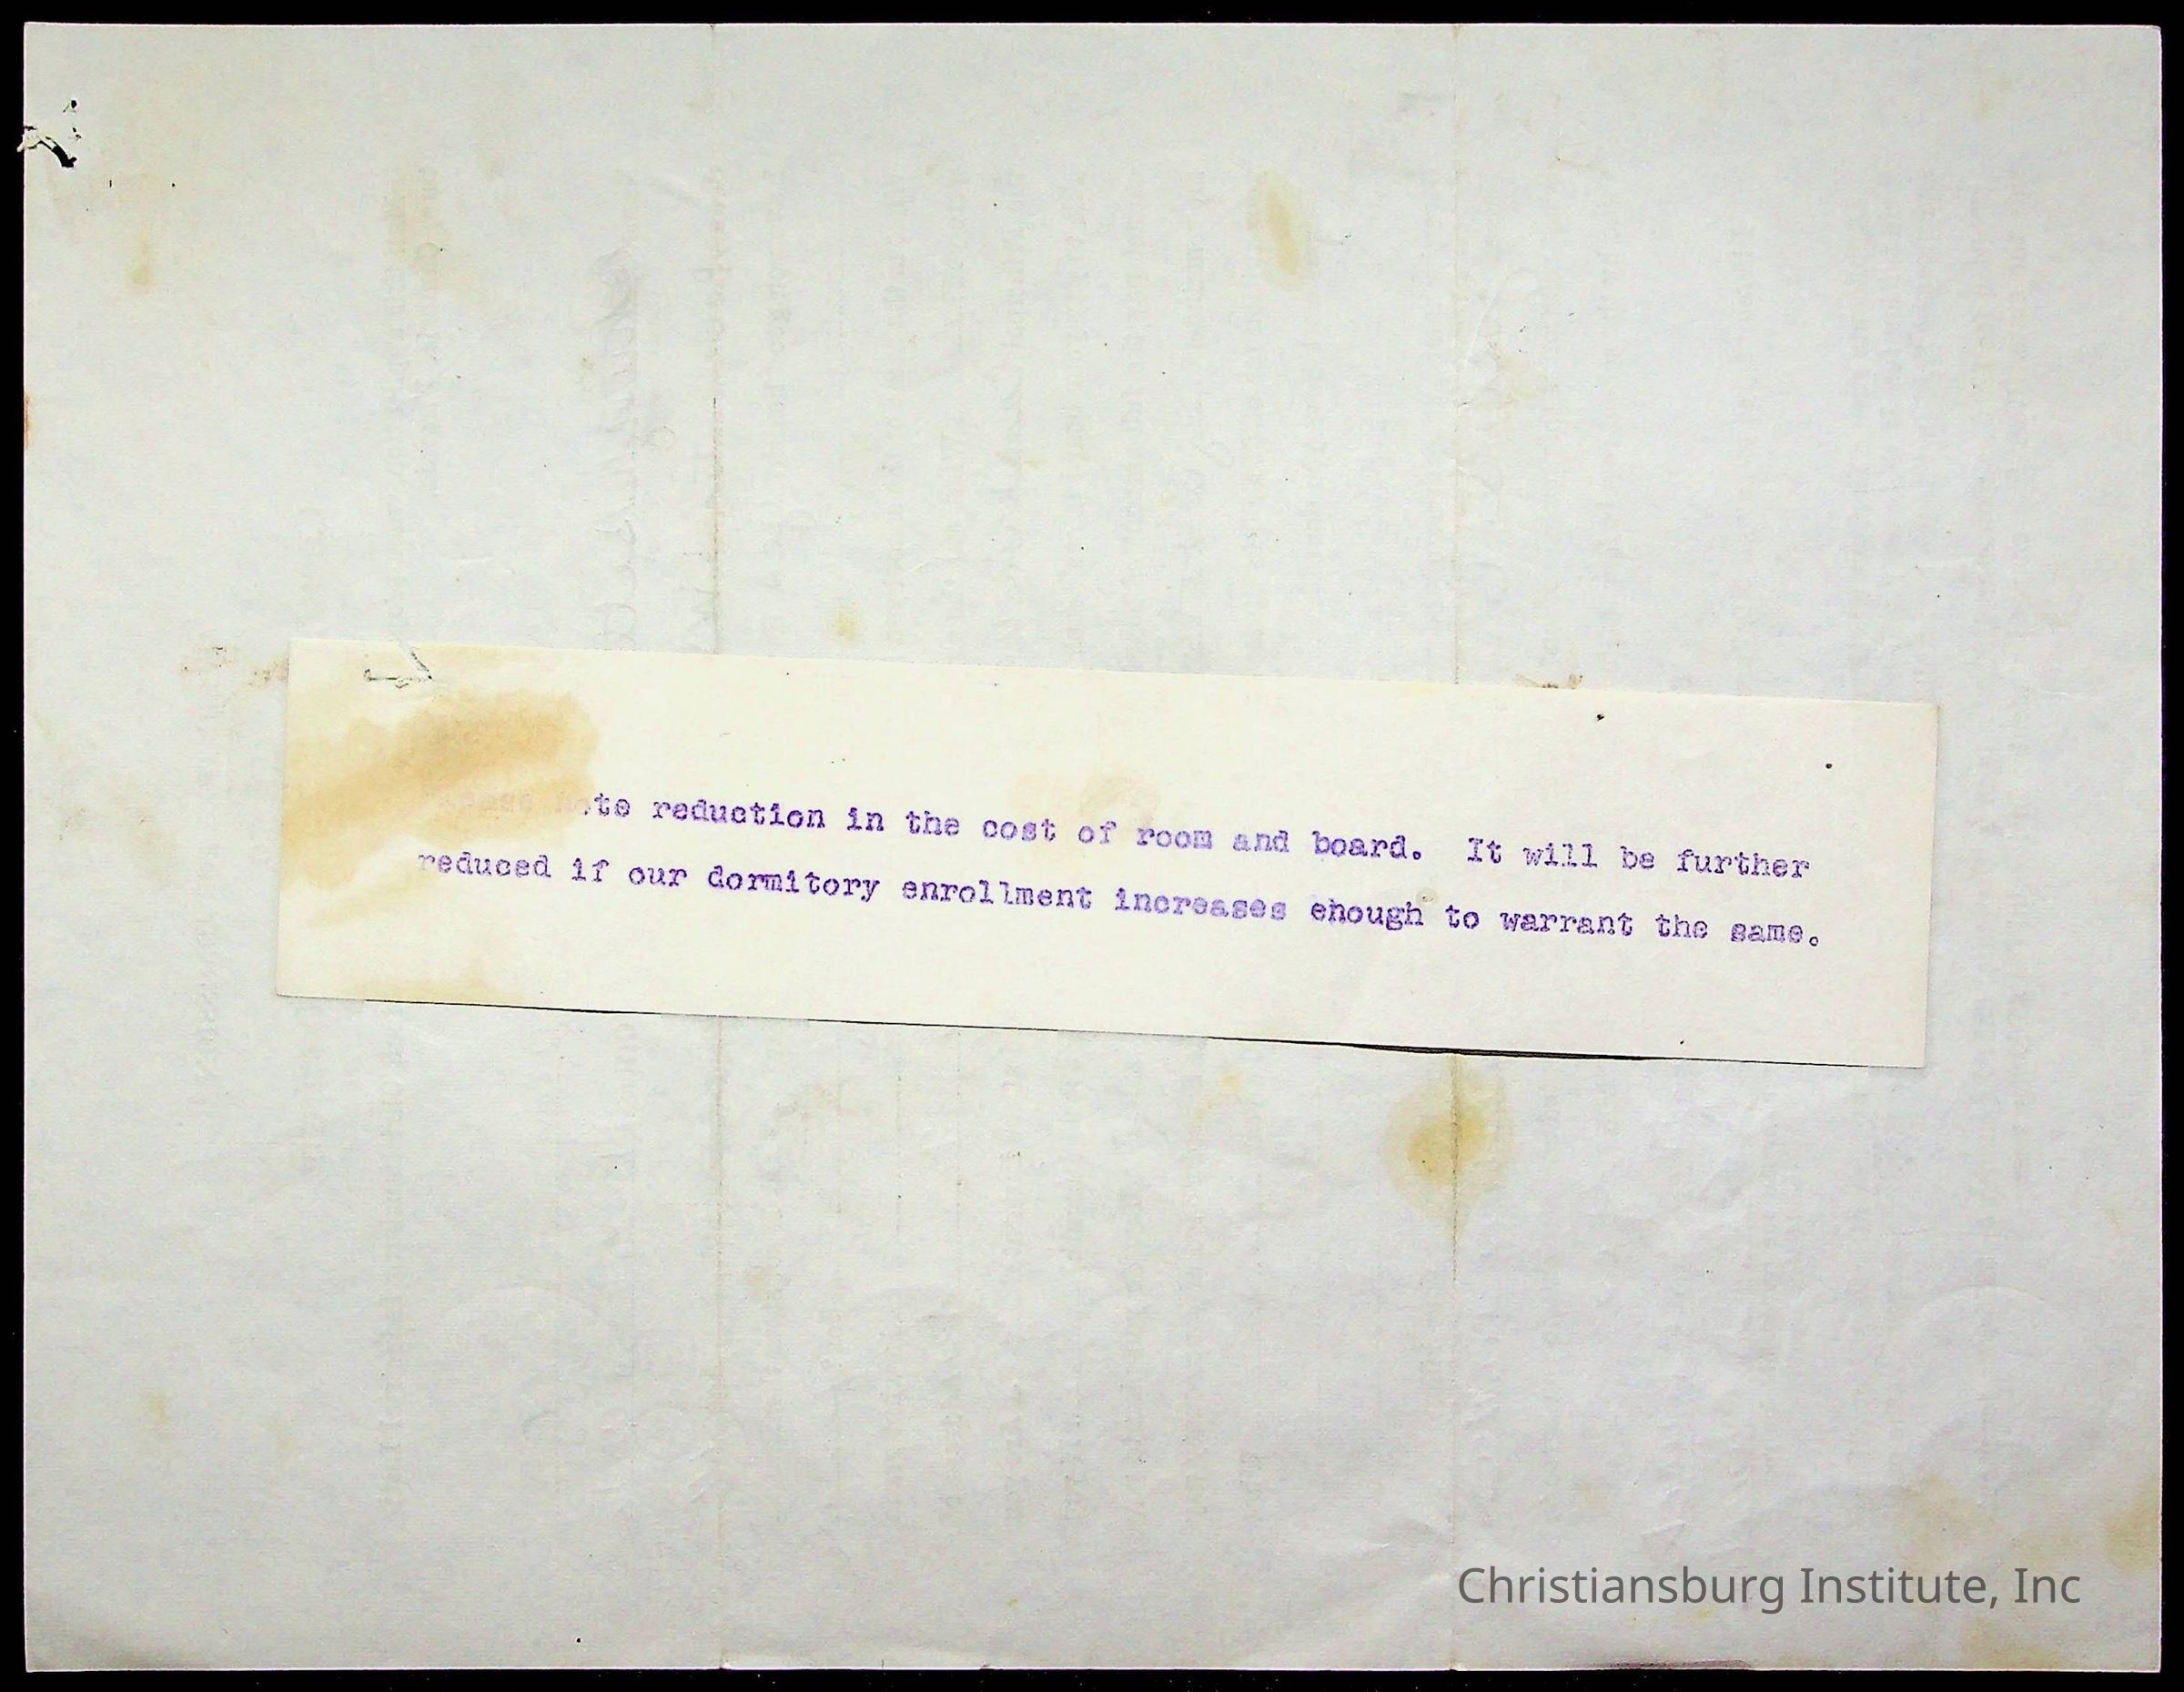 note reduction in the cost of room and board. It will be further
reduced if our dormitory enrollment increases enough to warrant the same.
Christiansburg Institute, Inc